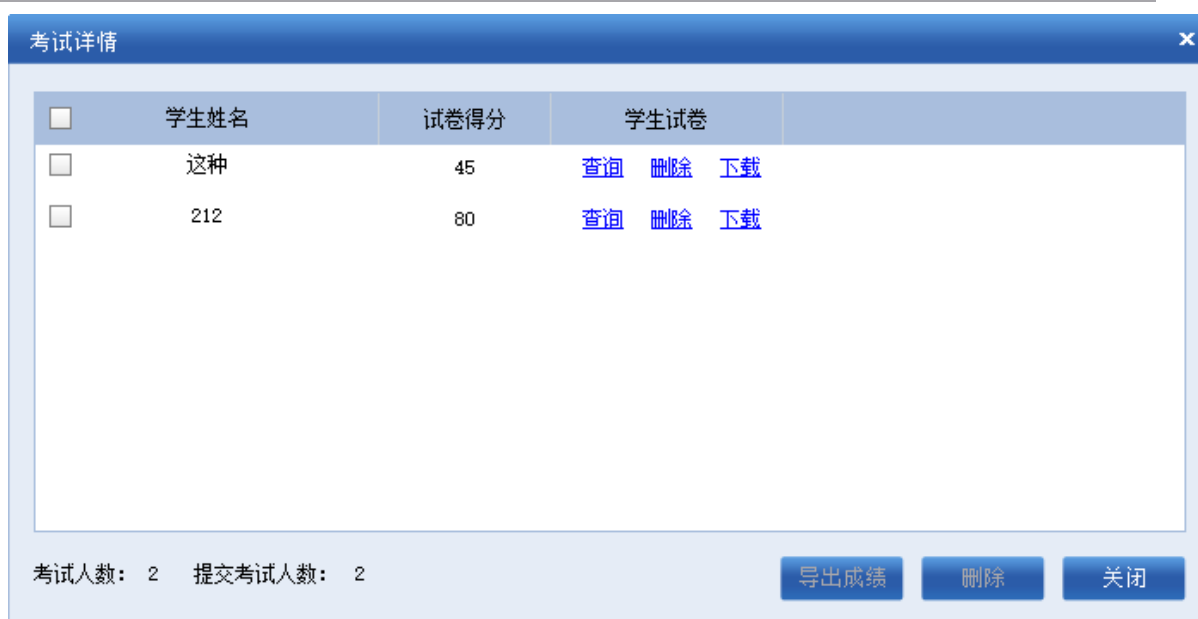 考试详情
学生姓名 试卷得分 学生试卷
这种 45 查询 删除 下载
212 80 查询 删除 下载
考试人数： 2 提交考试人数： 2 导出成绩 删除 关闭